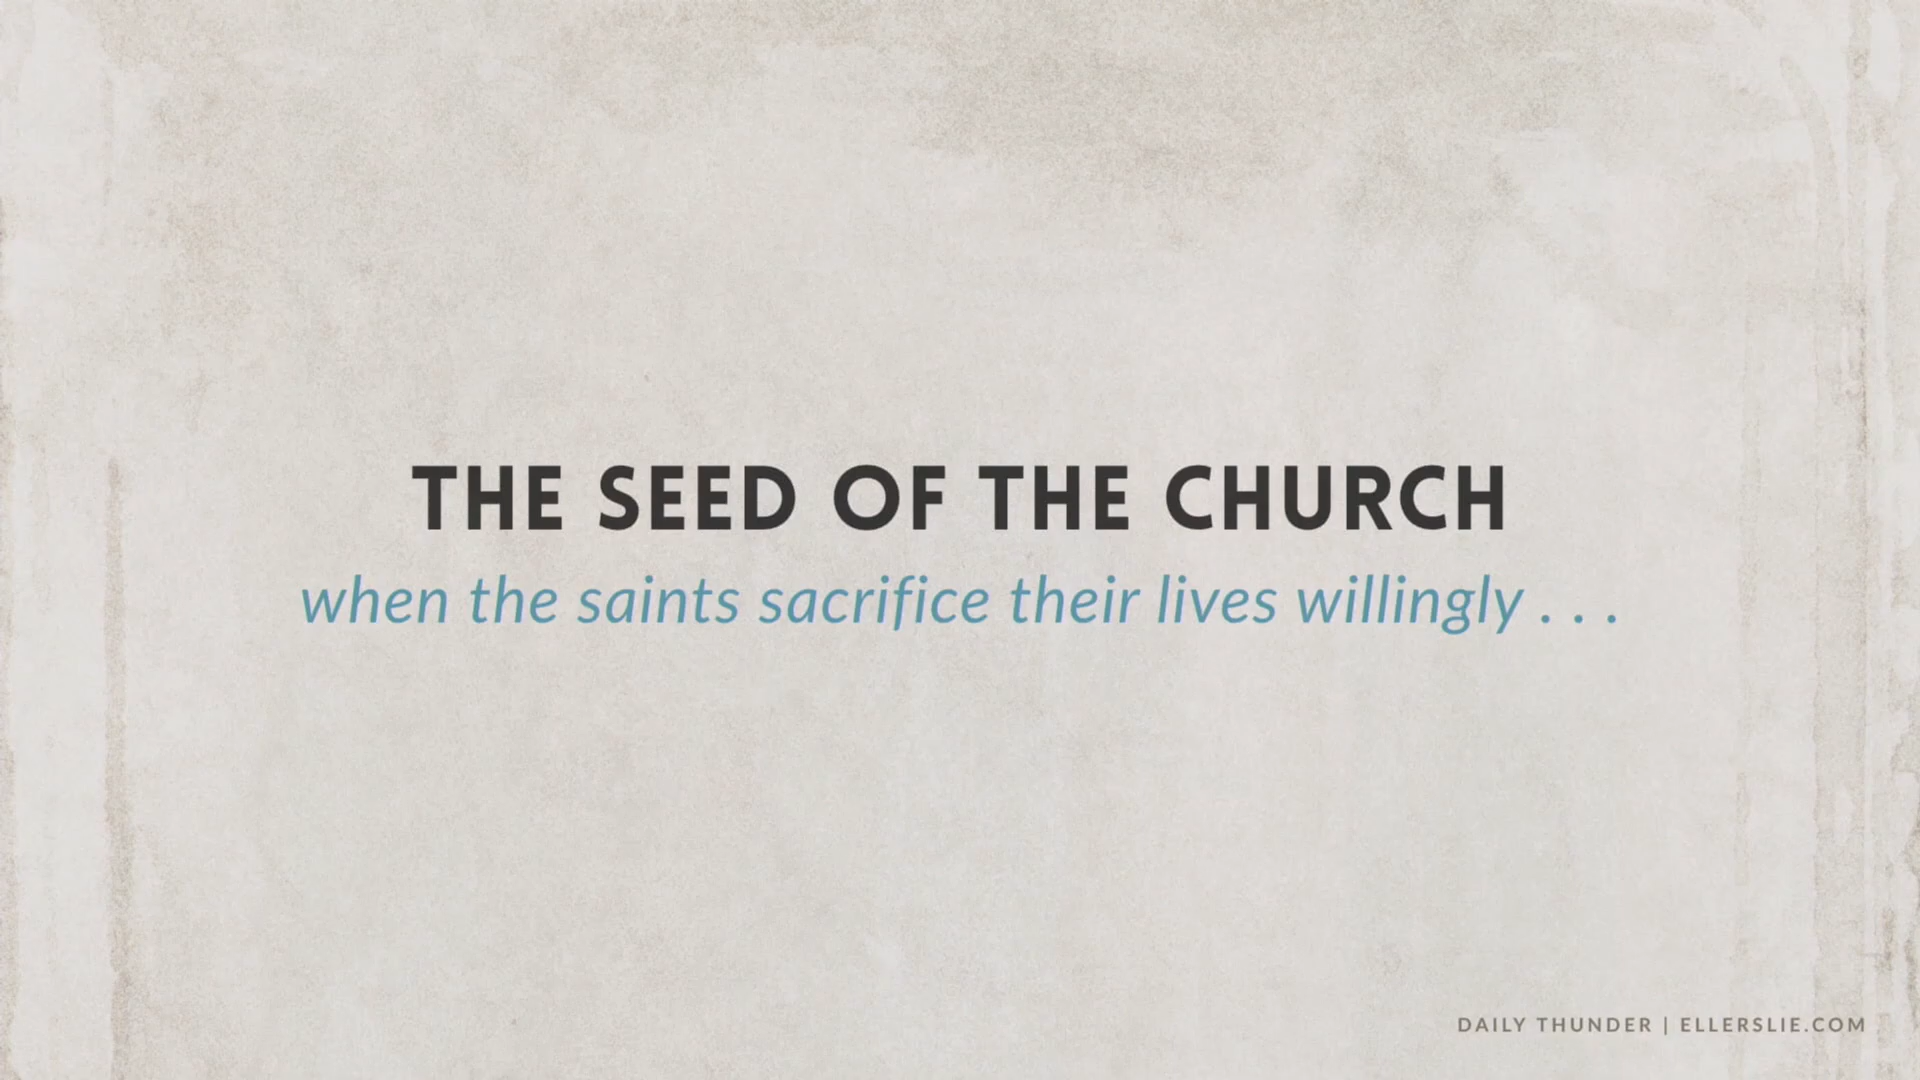 THE SEED OF THE CHURCH
when the saints sacrifice their lives willingly . . .
DAILY THUNDER | ELLERSLIE.COM